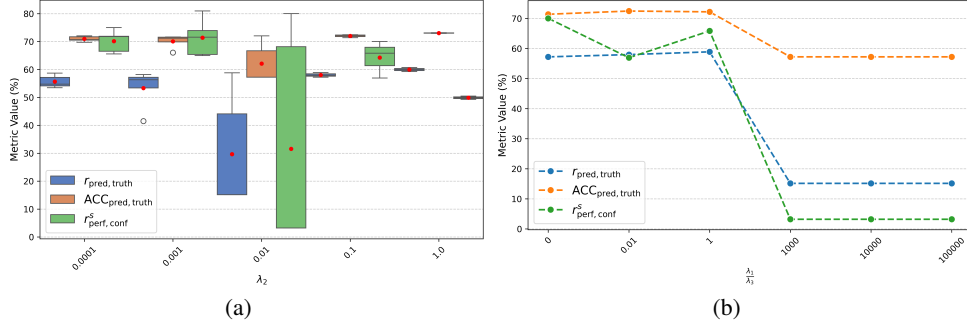 Metric Value (%)
80
70
60
50
40
30
20
10
0
r_pred, truth
ACC_pred, truth
r^s_perf, conf
0.0001
0.001
0.01
0.1
1.0
λ₂
(a)
Metric Value (%)
70
60
50
40
30
20
10
0
r_pred, truth
ACC_pred, truth
r^s_perf, conf
0
0.01
1
1000
10000
100000
λ₁/λ₃
(b)